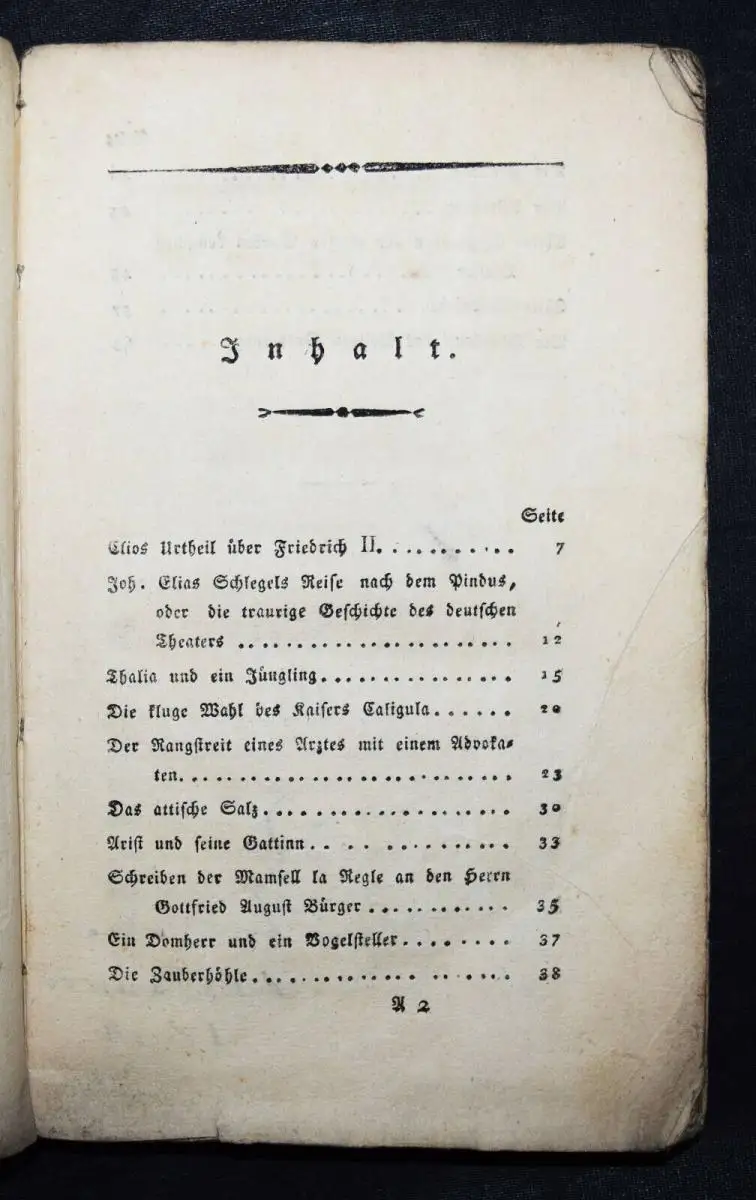 Inhalt.
Seite
Clios Urtheil über Friedrich II. . . . . . . . . . . 7
Joh. Elias Schlegels Reise nach dem Pindus,
oder die traurige Geschichte des deutschen
Theaters . . . . . . . . . . . . . . . . . . . . . . 12
Thalia und ein Jüngling. . . . . . . . . . . . . . . 15
Die kluge Wahl des Kaisers Caligula. . . . . . . 20
Der Rangstreit eines Arztes mit einem Advoka-
ten. . . . . . . . . . . . . . . . . . . . . . . . . . . 23
Das attische Salz. . . . . . . . . . . . . . . . . . . 30
Arist und seine Gattinn. . . . . . . . . . . . . . 33
Schreiben der Mamsell la Regle an den Herrn
Gottfried August Bürger . . . . . . . . . . . . 35
Ein Domherr und ein Vogelsteller. . . . . . . . 37
Die Zauberhöhle. . . . . . . . . . . . . . . . . . . 38
A 2